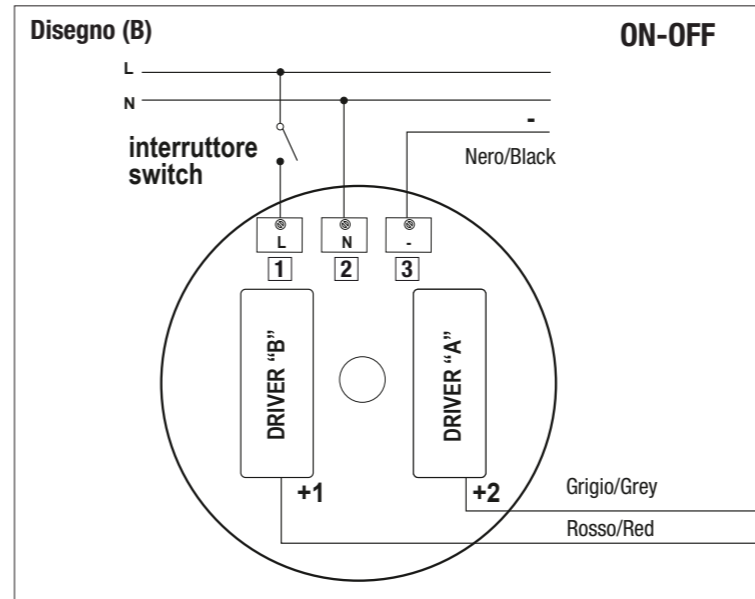 Disegno (B)
ON-OFF
L
N
-
interruttore
switch
Nero/Black
L
N
-
1
2
3
DRIVER “B”
DRIVER “A”
+1
+2
Grigio/Grey
Rosso/Red